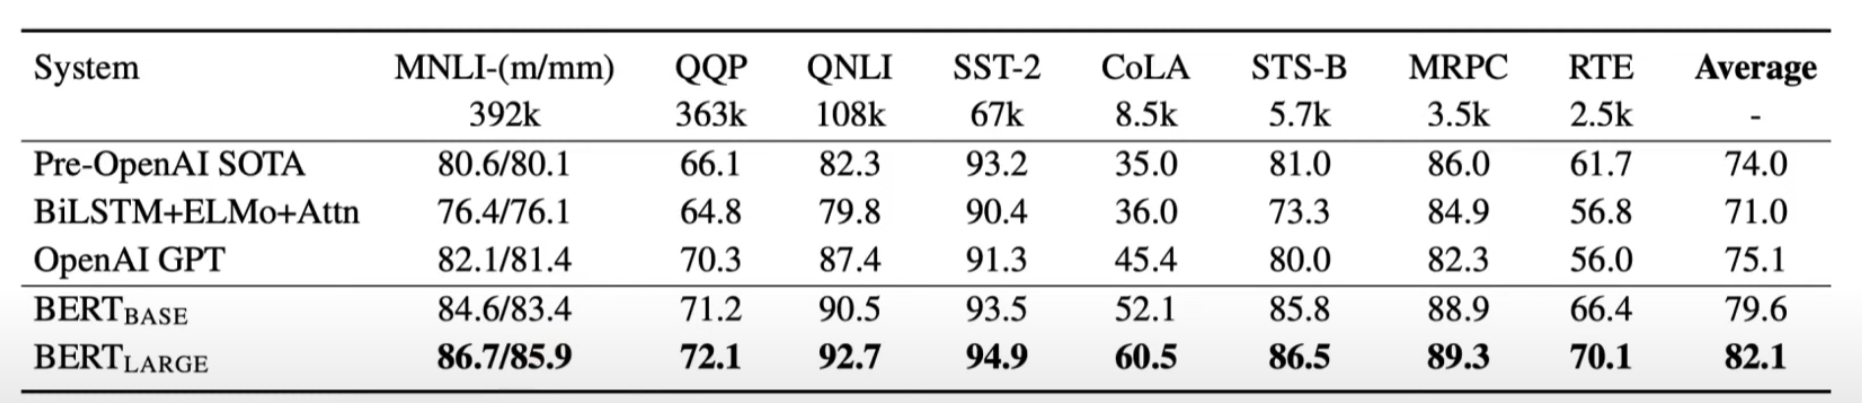 System MNLI-(m/mm) QQP QNLI SST-2 CoLA STS-B MRPC RTE Average
392k 363k 108k 67k 8.5k 5.7k 3.5k 2.5k -
Pre-OpenAI SOTA 80.6/80.1 66.1 82.3 93.2 35.0 81.0 86.0 61.7 74.0
BiLSTM+ELMo+Attn 76.4/76.1 64.8 79.8 90.4 36.0 73.3 84.9 56.8 71.0
OpenAI GPT 82.1/81.4 70.3 87.4 91.3 45.4 80.0 82.3 56.0 75.1
BERTBASE 84.6/83.4 71.2 90.5 93.5 52.1 85.8 88.9 66.4 79.6
BERTLARGE 86.7/85.9 72.1 92.7 94.9 60.5 86.5 89.3 70.1 82.1